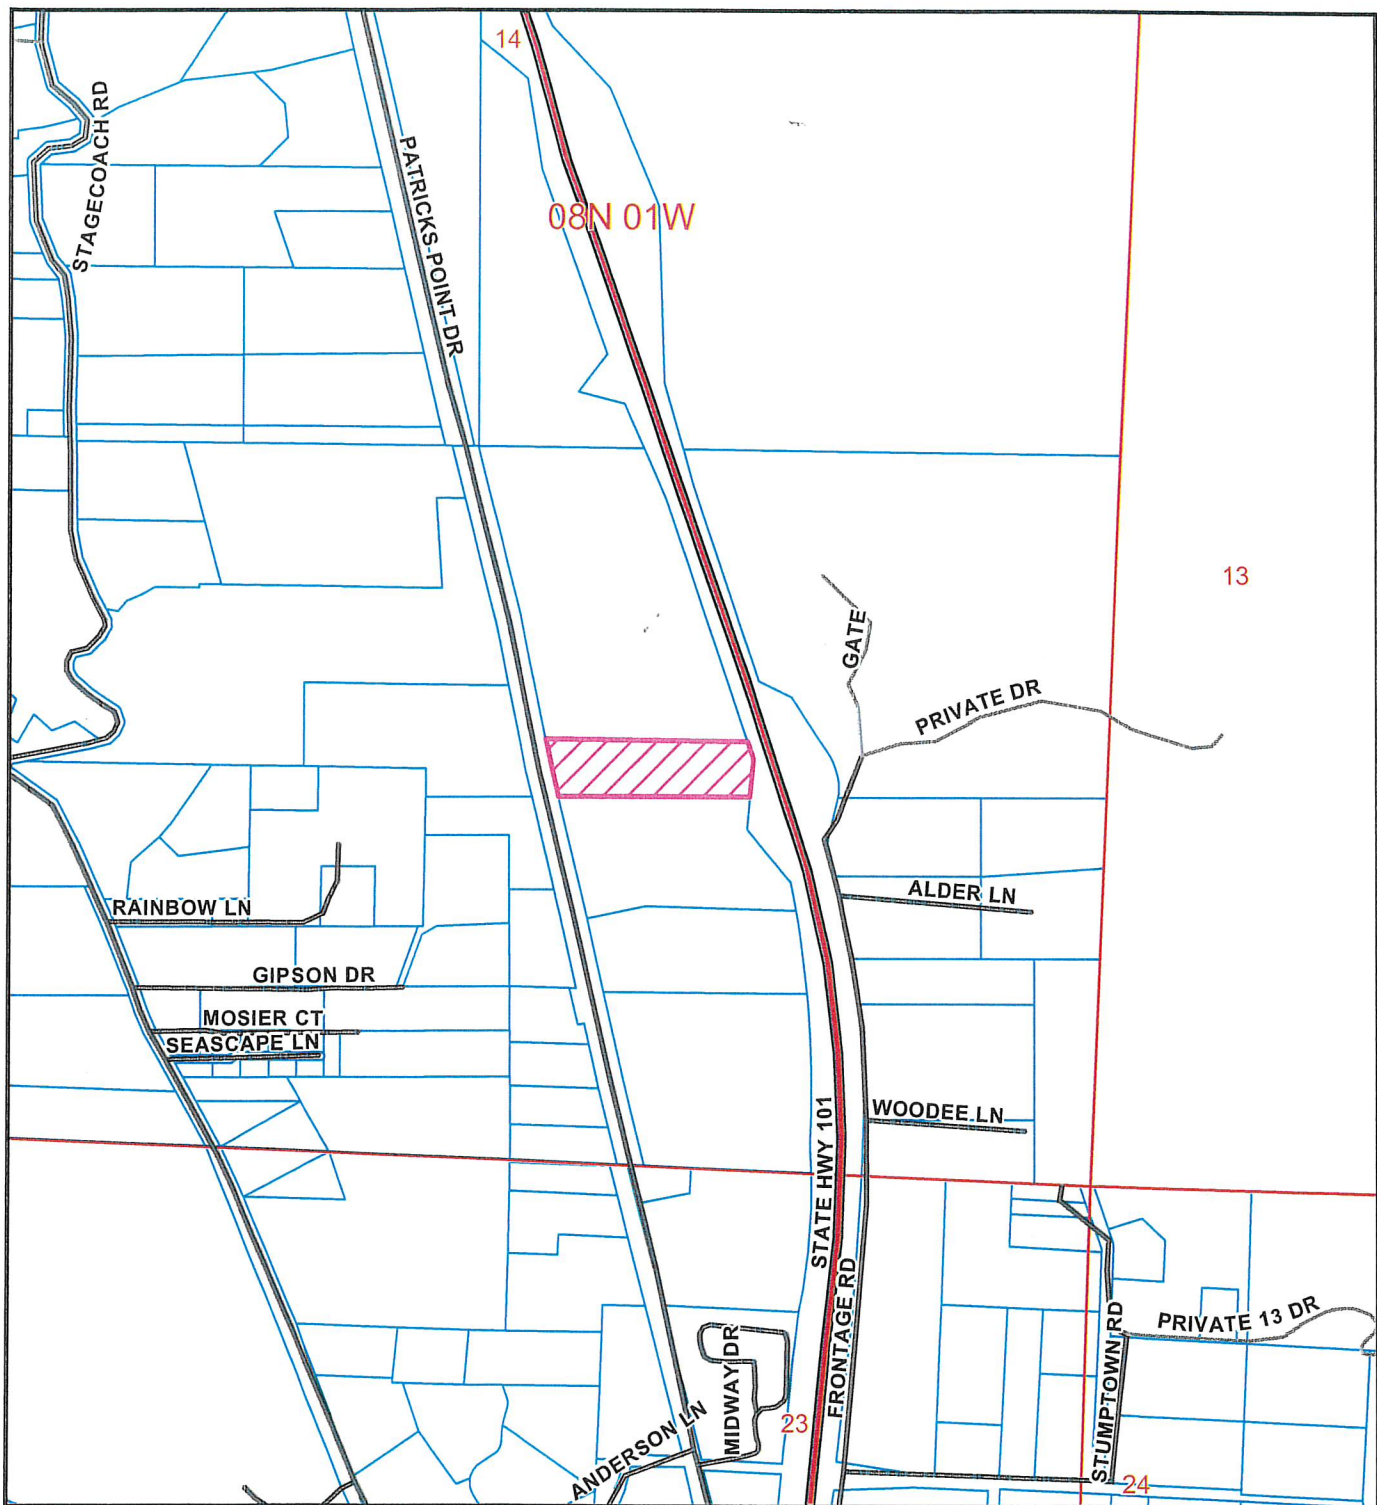 14
STAGECOACH RD
PATRICKS POINT DR
08N 01W
13
GATE
PRIVATE DR
ALDER LN
RAINBOW LN
GIPSON DR
MOSIER CT
SEASCAPE LN
WOODEE LN
STATE HWY 101
FRONTAGE RD
PRIVATE 13 DR
STUMPTOWN RD
MIDWAY DR
ANDERSON LN
23
24